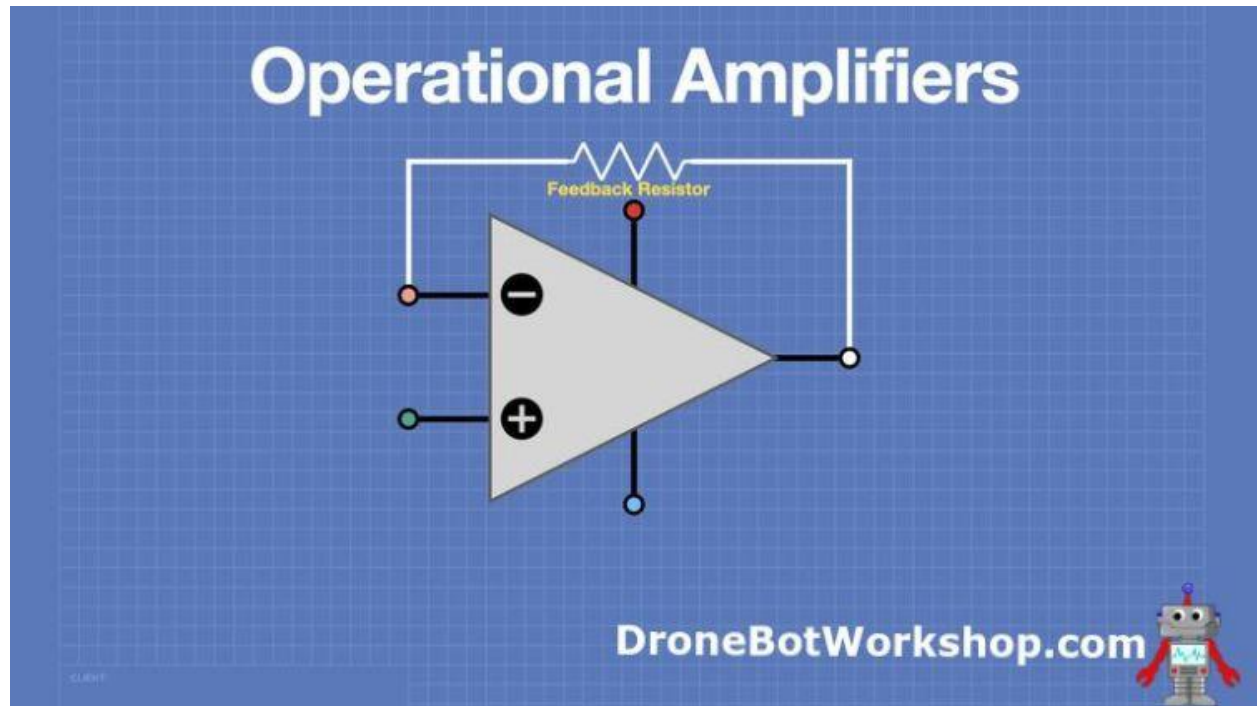 Operational Amplifiers
Feedback Resistor
−
+
DroneBotWorkshop.com